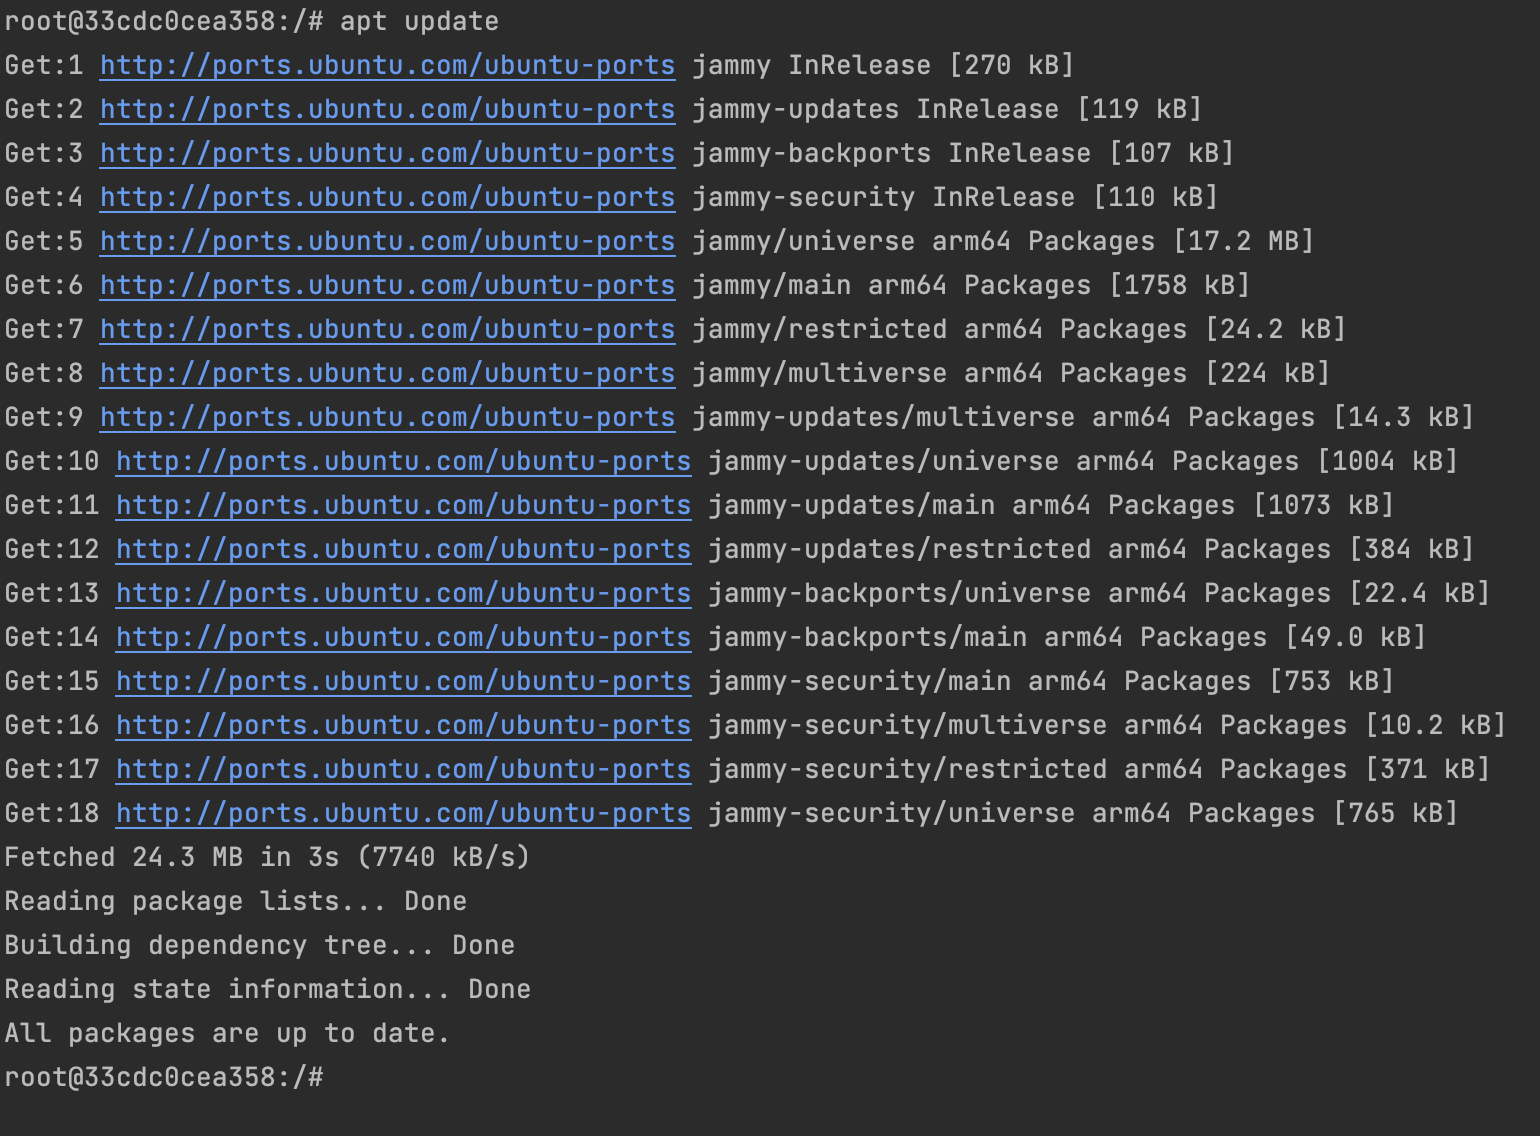 root@33cdc0cea358:/# apt update
Get:1 http://ports.ubuntu.com/ubuntu-ports jammy InRelease [270 kB]
Get:2 http://ports.ubuntu.com/ubuntu-ports jammy-updates InRelease [119 kB]
Get:3 http://ports.ubuntu.com/ubuntu-ports jammy-backports InRelease [107 kB]
Get:4 http://ports.ubuntu.com/ubuntu-ports jammy-security InRelease [110 kB]
Get:5 http://ports.ubuntu.com/ubuntu-ports jammy/universe arm64 Packages [17.2 MB]
Get:6 http://ports.ubuntu.com/ubuntu-ports jammy/main arm64 Packages [1758 kB]
Get:7 http://ports.ubuntu.com/ubuntu-ports jammy/restricted arm64 Packages [24.2 kB]
Get:8 http://ports.ubuntu.com/ubuntu-ports jammy/multiverse arm64 Packages [224 kB]
Get:9 http://ports.ubuntu.com/ubuntu-ports jammy-updates/multiverse arm64 Packages [14.3 kB]
Get:10 http://ports.ubuntu.com/ubuntu-ports jammy-updates/universe arm64 Packages [1004 kB]
Get:11 http://ports.ubuntu.com/ubuntu-ports jammy-updates/main arm64 Packages [1073 kB]
Get:12 http://ports.ubuntu.com/ubuntu-ports jammy-updates/restricted arm64 Packages [384 kB]
Get:13 http://ports.ubuntu.com/ubuntu-ports jammy-backports/universe arm64 Packages [22.4 kB]
Get:14 http://ports.ubuntu.com/ubuntu-ports jammy-backports/main arm64 Packages [49.0 kB]
Get:15 http://ports.ubuntu.com/ubuntu-ports jammy-security/main arm64 Packages [753 kB]
Get:16 http://ports.ubuntu.com/ubuntu-ports jammy-security/multiverse arm64 Packages [10.2 kB]
Get:17 http://ports.ubuntu.com/ubuntu-ports jammy-security/restricted arm64 Packages [371 kB]
Get:18 http://ports.ubuntu.com/ubuntu-ports jammy-security/universe arm64 Packages [765 kB]
Fetched 24.3 MB in 3s (7740 kB/s)
Reading package lists... Done
Building dependency tree... Done
Reading state information... Done
All packages are up to date.
root@33cdc0cea358:/#